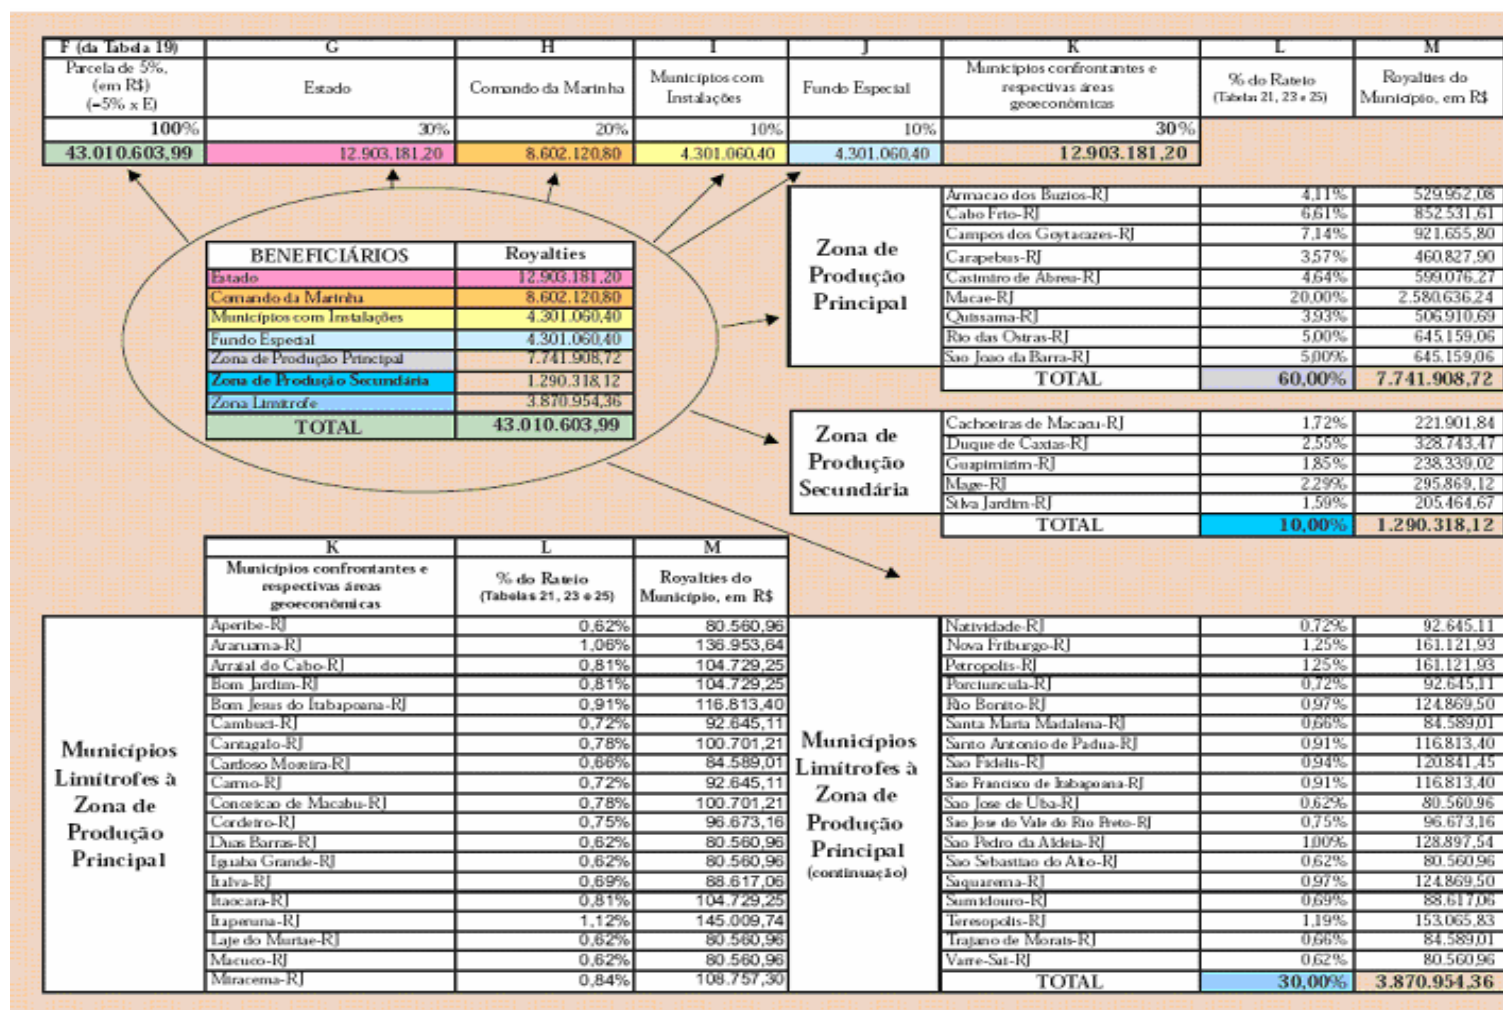 F (da Tabela 19) G H I J K L M
Parcela de 5%, (em R$) (=5% x E) Estado Comando da Marinha Municípios com Instalações Fundo Especial Municípios confrontantes e respectivas áreas geoeconômicas % do Rateio (Tabelas 21, 23 e 25) Royalties do Município, em R$
100% 30% 20% 10% 10% 30%
43.010.603,99 12.903.181,20 8.602.120,80 4.301.060,40 4.301.060,40 12.903.181,20
BENEFICIÁRIOS Royalties
Estado 12.903.181,20
Comando da Marinha 8.602.120,80
Municípios com Instalações 4.301.060,40
Fundo Especial 4.301.060,40
Zona de Produção Principal 7.741.908,72
Zona de Produção Secundária 1.290.318,12
Zona Limítrofe 3.870.954,36
TOTAL 43.010.603,99
Zona de
Produção
Principal
Armacao dos Buzios-RJ 4,11% 529.952,08
Cabo Frio-RJ 6,61% 852.531,61
Campos dos Goytacazes-RJ 7,14% 921.655,80
Carapebus-RJ 3,57% 460.827,90
Casimiro de Abreu-RJ 4,64% 599.076,27
Macae-RJ 20,00% 2.580.636,24
Quissama-RJ 3,93% 506.910,69
Rio das Ostras-RJ 5,00% 645.159,06
Sao Joao da Barra-RJ 5,00% 645.159,06
TOTAL 60,00% 7.741.908,72
Zona de
Produção
Secundária
Cachoeiras de Macacu-RJ 1,72% 221.901,84
Duque de Caxias-RJ 2,55% 328.743,47
Guapimirim-RJ 1,85% 238.339,02
Mage-RJ 2,29% 295.869,12
Silva Jardim-RJ 1,59% 205.464,67
TOTAL 10,00% 1.290.318,12
K L M
Municípios confrontantes e respectivas áreas geoeconômicas % do Rateio (Tabelas 21, 23 e 25) Royalties do Município, em R$
Municípios
Limítrofes à
Zona de
Produção
Principal
Aperibe-RJ 0,62% 80.560,96
Araruama-RJ 1,06% 136.953,64
Arraial do Cabo-RJ 0,81% 104.729,25
Bom Jardim-RJ 0,81% 104.729,25
Bom Jesus do Itabapoana-RJ 0,91% 116.813,40
Cambuci-RJ 0,72% 92.645,11
Cantagalo-RJ 0,78% 100.701,21
Cardoso Moreira-RJ 0,66% 84.589,01
Carmo-RJ 0,72% 92.645,11
Conceicao de Macabu-RJ 0,78% 100.701,21
Cordeiro-RJ 0,75% 96.673,16
Duas Barras-RJ 0,62% 80.560,96
Iguaba Grande-RJ 0,62% 80.560,96
Italva-RJ 0,69% 88.617,06
Itaocara-RJ 0,81% 104.729,25
Itaperuna-RJ 1,12% 145.009,74
Laje do Muriae-RJ 0,62% 80.560,96
Macuco-RJ 0,62% 80.560,96
Miracema-RJ 0,84% 108.757,30
Municípios
Limítrofes à
Zona de
Produção
Principal
(continuação)
Natividade-RJ 0,72% 92.645,11
Nova Friburgo-RJ 1,25% 161.121,93
Petropolis-RJ 1,25% 161.121,93
Porciuncula-RJ 0,72% 92.645,11
Rio Bonito-RJ 0,97% 124.869,50
Santa Maria Madalena-RJ 0,66% 84.589,01
Santo Antonio de Padua-RJ 0,91% 116.813,40
Sao Fidelis-RJ 0,94% 120.841,45
Sao Francisco de Itabapoana-RJ 0,91% 116.813,40
Sao Jose de Uba-RJ 0,62% 80.560,96
Sao Jose do Vale do Rio Preto-RJ 0,75% 96.673,16
Sao Pedro da Aldeia-RJ 1,00% 128.897,54
Sao Sebastiao do Alto-RJ 0,62% 80.560,96
Saquarema-RJ 0,97% 124.869,50
Sumidouro-RJ 0,69% 88.617,06
Teresopolis-RJ 1,19% 153.065,83
Trajano de Morais-RJ 0,66% 84.589,01
Varre-Sai-RJ 0,62% 80.560,96
TOTAL 30,00% 3.870.954,36